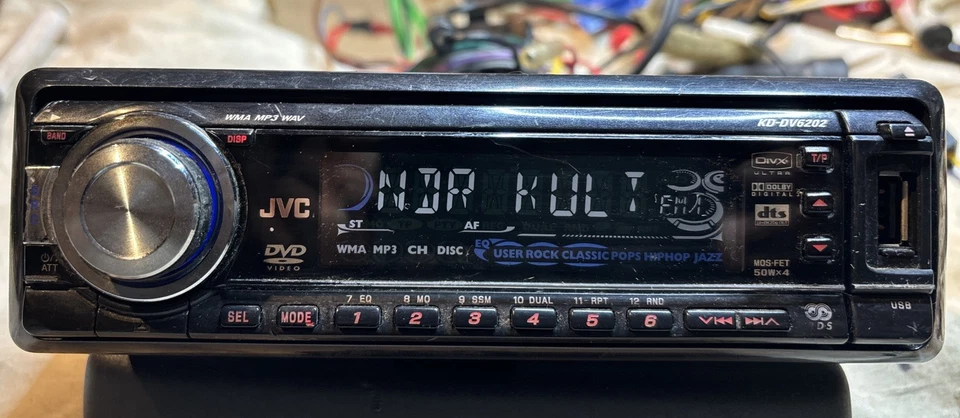 WMA MP3 WAV
KD-DV6202
BAND
DISP
JVC
DVD
VIDEO
ATT
NDR KULT
FM
ST
AF
WMA MP3 CH DISC
EQ
USER ROCK CLASSIC POPS HIPHOP JAZZ
DIVX
ULTRA
DOLBY
DIGITAL
dts
MOS-FET
50W×4
T/P
USB
7 EQ 8 MO 9 SSM 10 DUAL 11 RPT 12 RND
SEL MODE 1 2 3 4 5 6